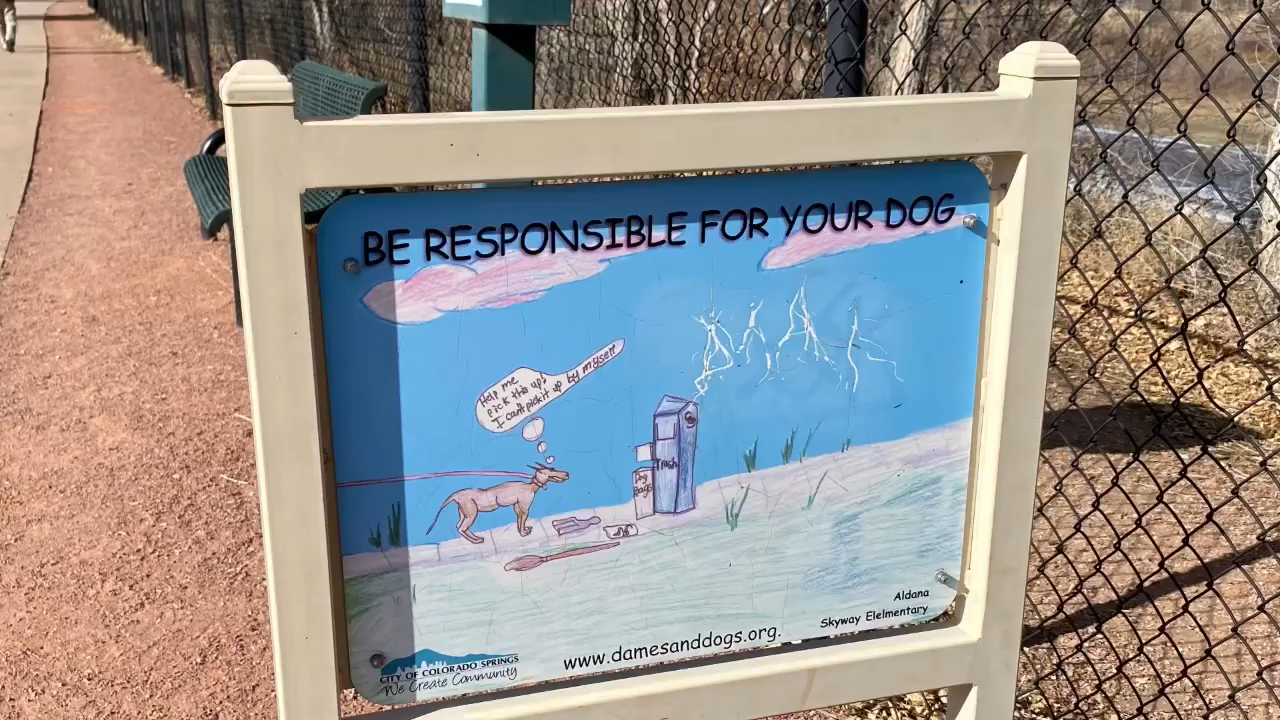 BE RESPONSIBLE FOR YOUR DOG
Help me
pick this up!
I can't pick it up by myself
Trash
Dog
Bags
Aldana
Skyway Elelmentary
www.damesanddogs.org.
CITY OF COLORADO SPRINGS
We Create Community